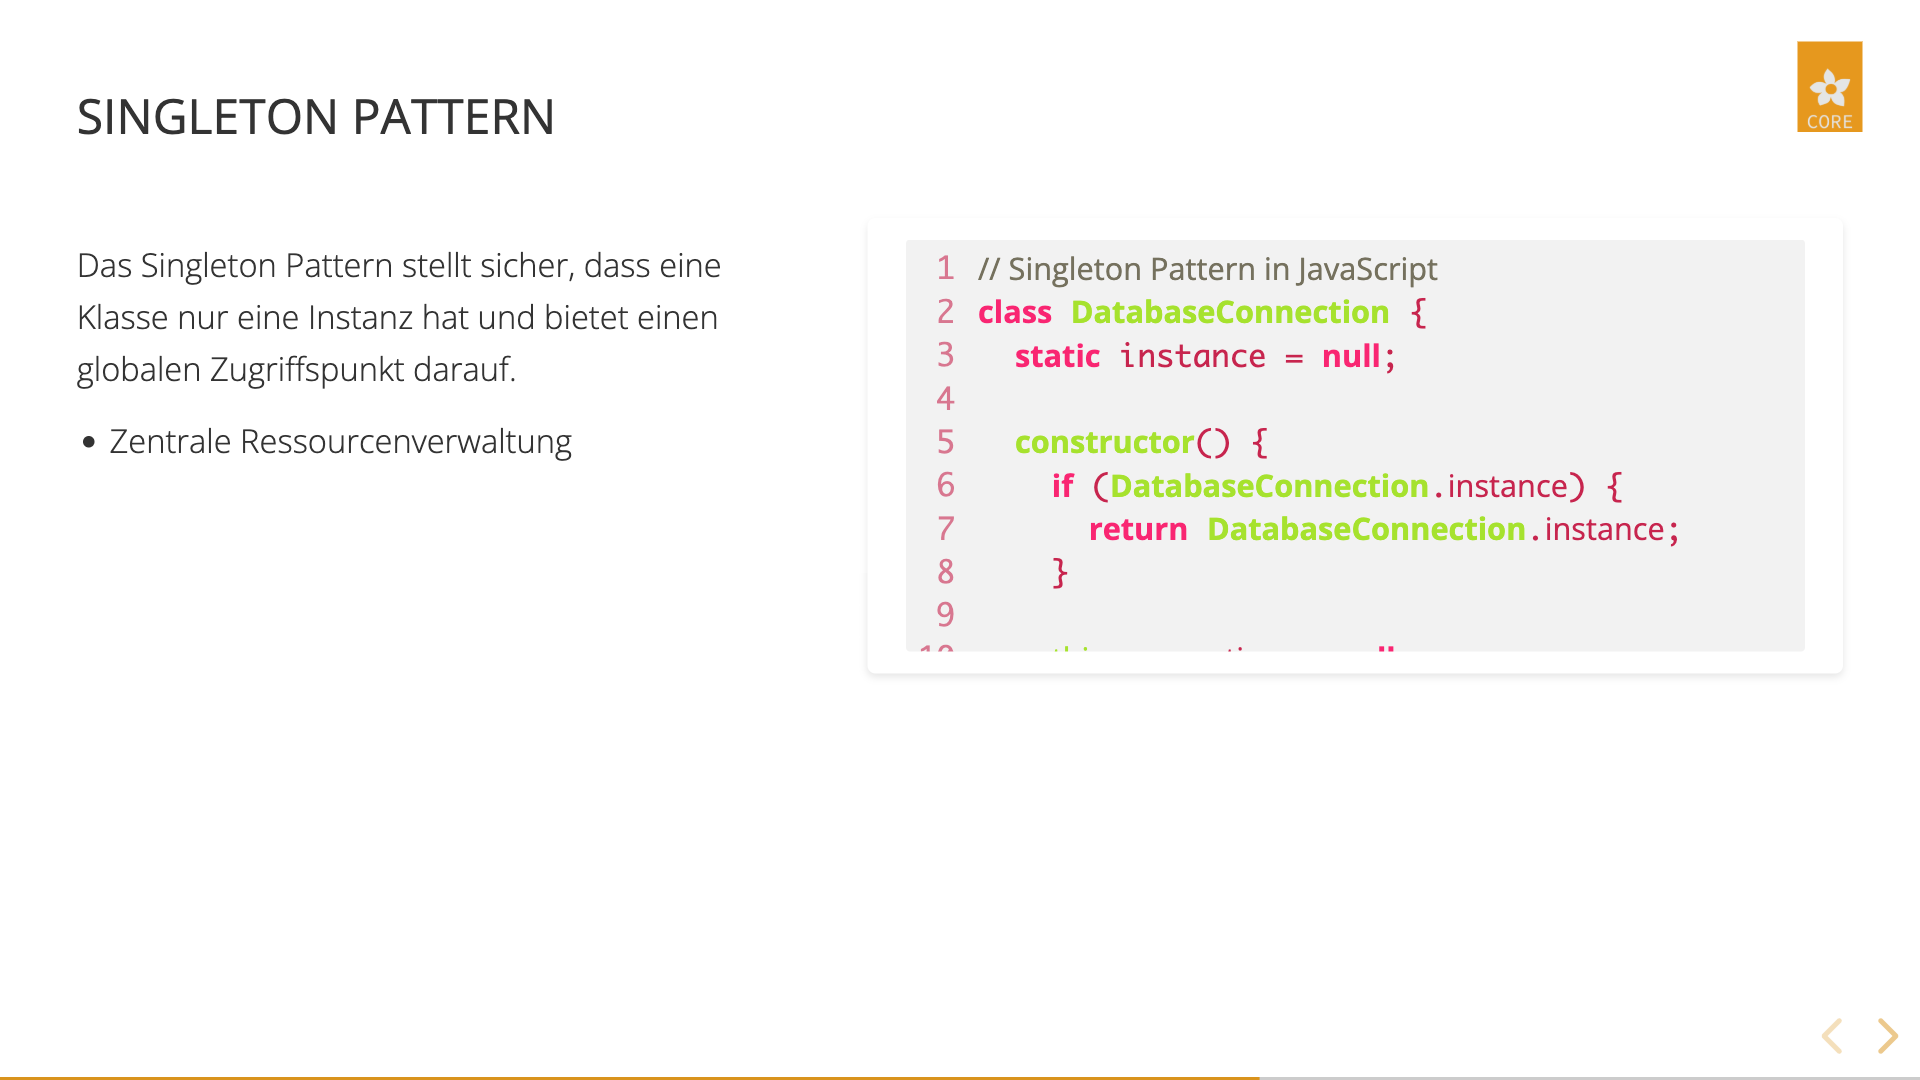 SINGLETON PATTERN
CORE
Das Singleton Pattern stellt sicher, dass eine
Klasse nur eine Instanz hat und bietet einen
globalen Zugriffspunkt darauf.
• Zentrale Ressourcenverwaltung
1 // Singleton Pattern in JavaScript
2 class DatabaseConnection {
3 static instance = null;
4
5 constructor() {
6 if (DatabaseConnection.instance) {
7 return DatabaseConnection.instance;
8 }
9